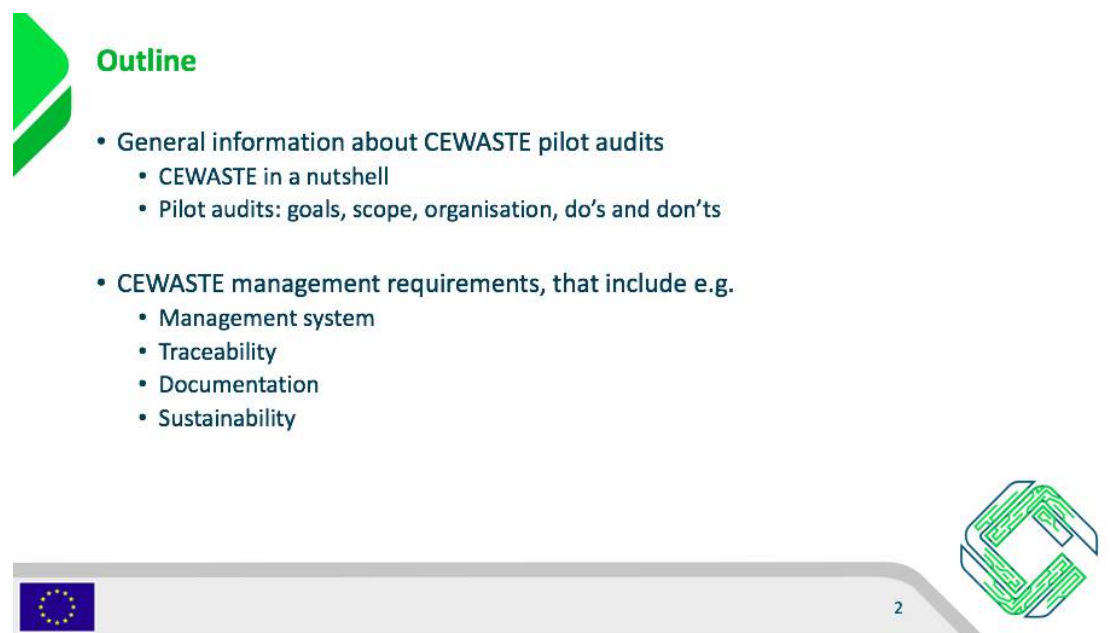 Outline
• General information about CEWASTE pilot audits
• CEWASTE in a nutshell
• Pilot audits: goals, scope, organisation, do’s and don’ts
• CEWASTE management requirements, that include e.g.
• Management system
• Traceability
• Documentation
• Sustainability
2